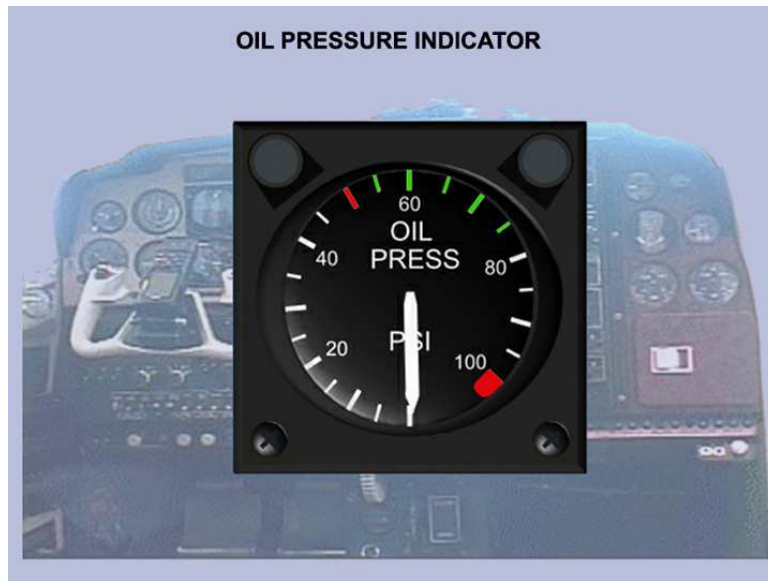 OIL PRESSURE INDICATOR
60
OIL
40
PRESS
80
PSI
20
100